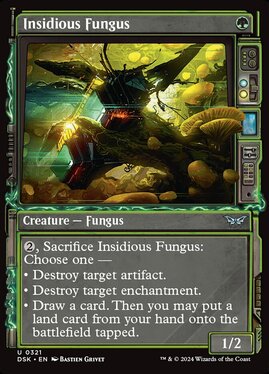 Insidious Fungus
Creature — Fungus
2, Sacrifice Insidious Fungus:
Choose one —
• Destroy target artifact.
• Destroy target enchantment.
• Draw a card. Then you may put a
land card from your hand onto the
battlefield tapped.
1/2
U 0321
DSK • EN BASTIEN GRIVET
™ & © 2024 Wizards of the Coast